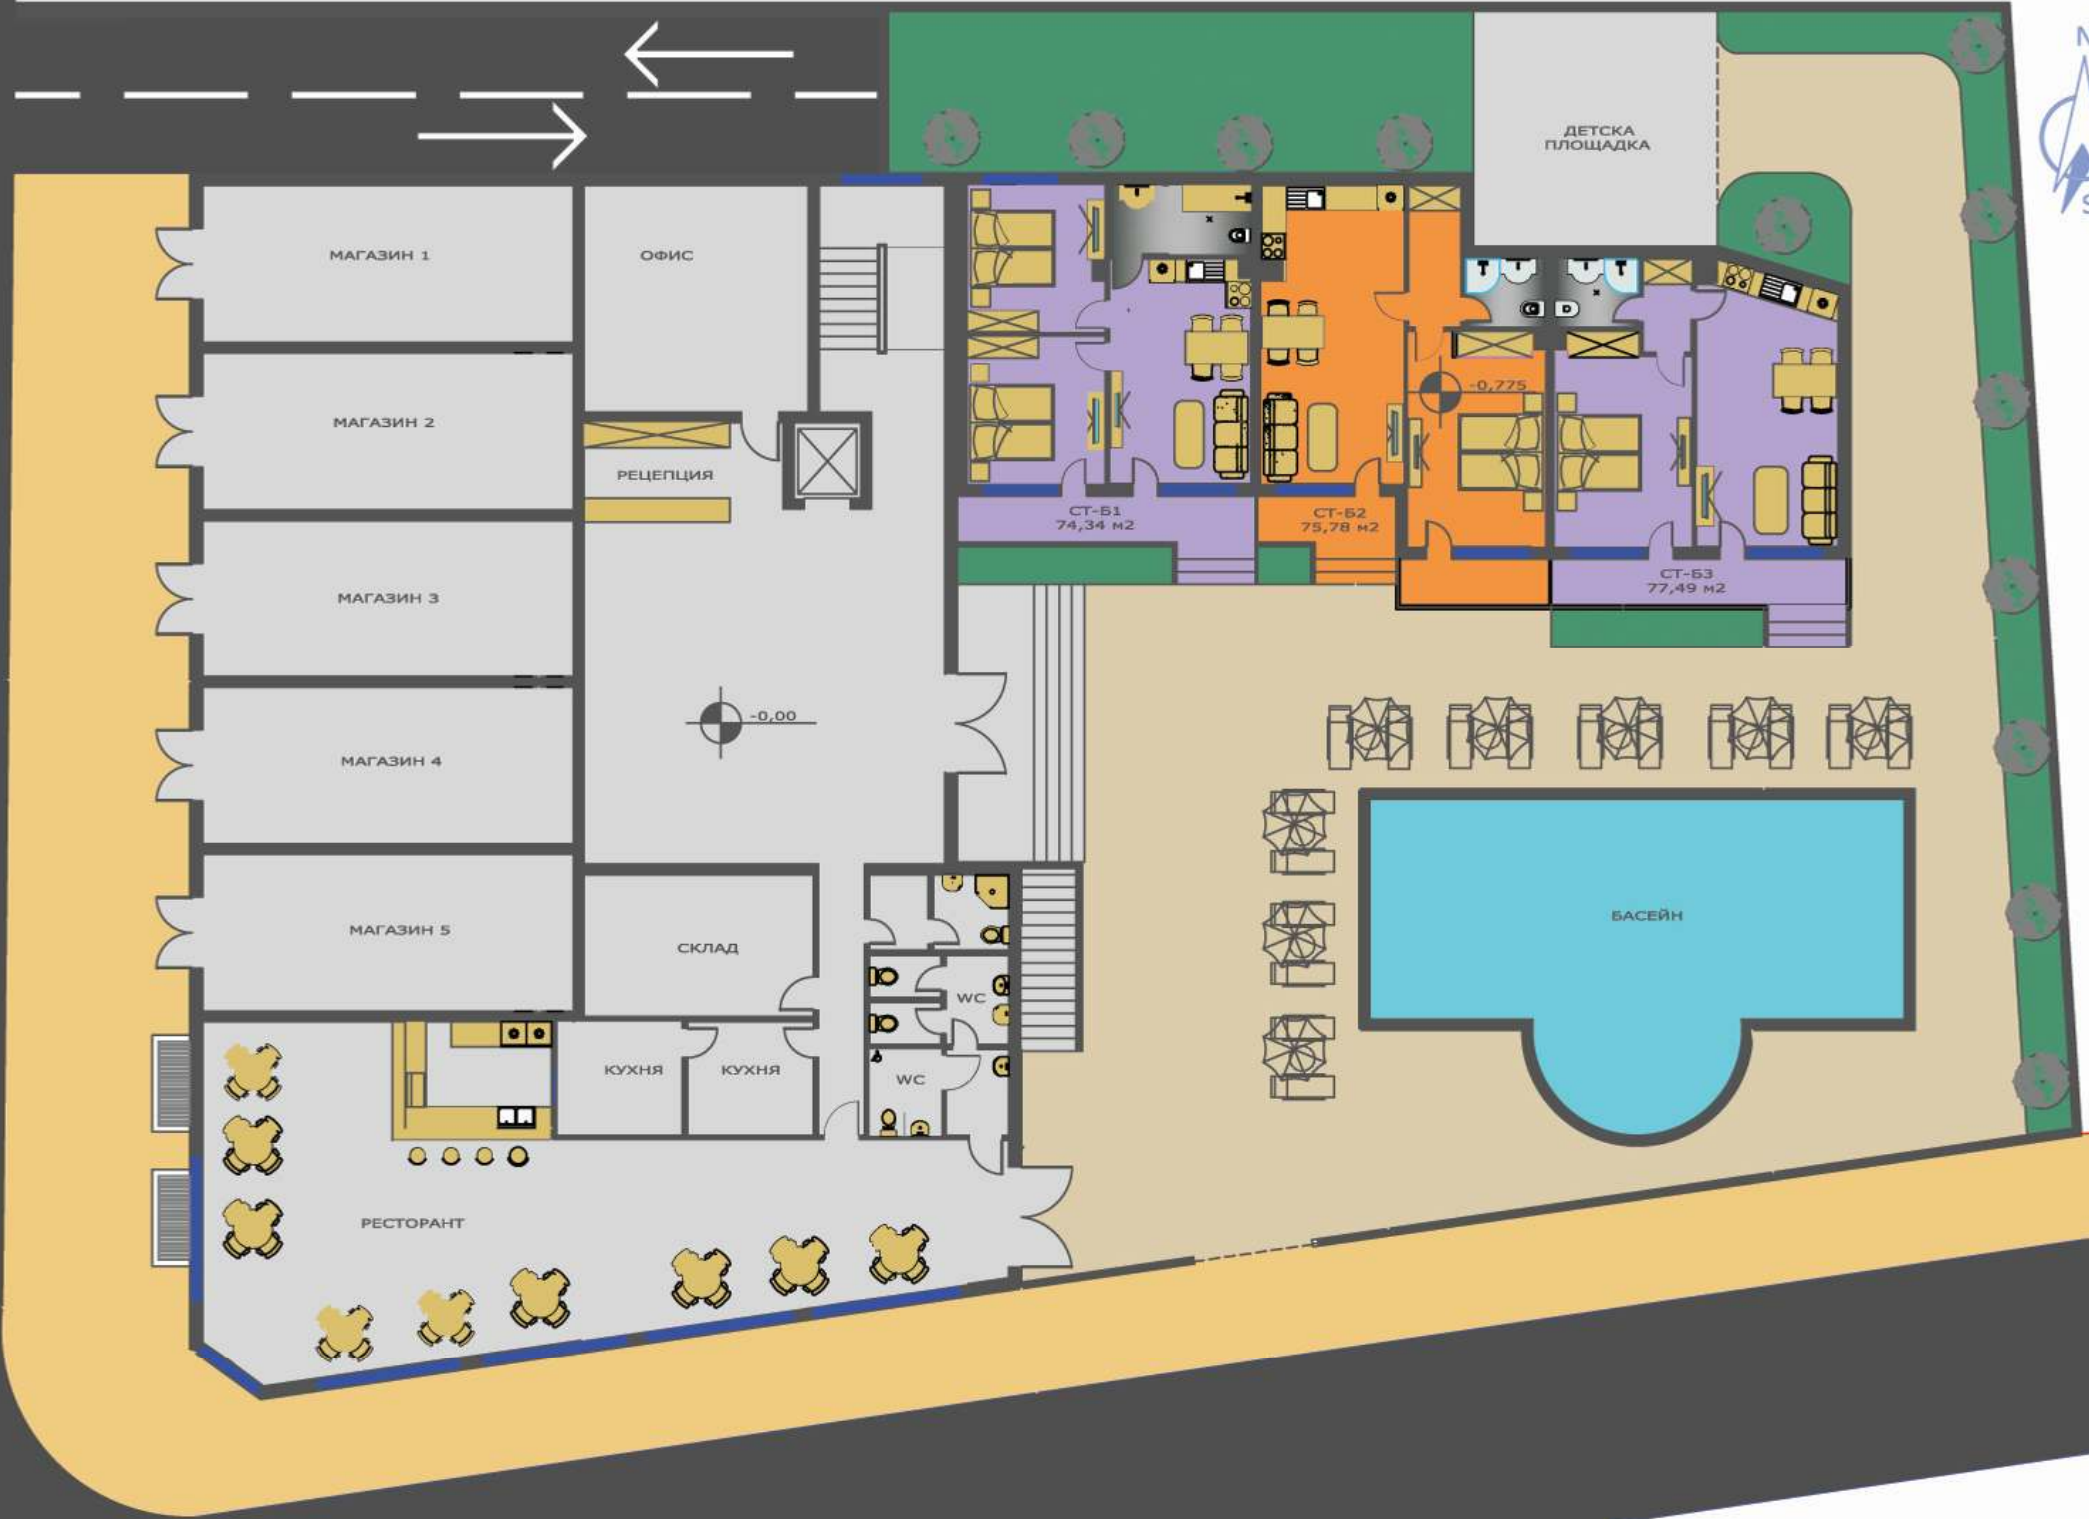 N
ДЕТСКА
ПЛОЩАДКА
S
МАГАЗИН 1
ОФИС
-0,775
МАГАЗИН 2
РЕЦЕПЦИЯ
СТ-Б1
74,34 м2
СТ-Б2
75,78 м2
СТ-Б3
77,49 м2
МАГАЗИН 3
-0,00
МАГАЗИН 4
БАСЕЙН
МАГАЗИН 5
СКЛАД
WC
КУХНЯ
КУХНЯ
WC
РЕСТОРАНТ